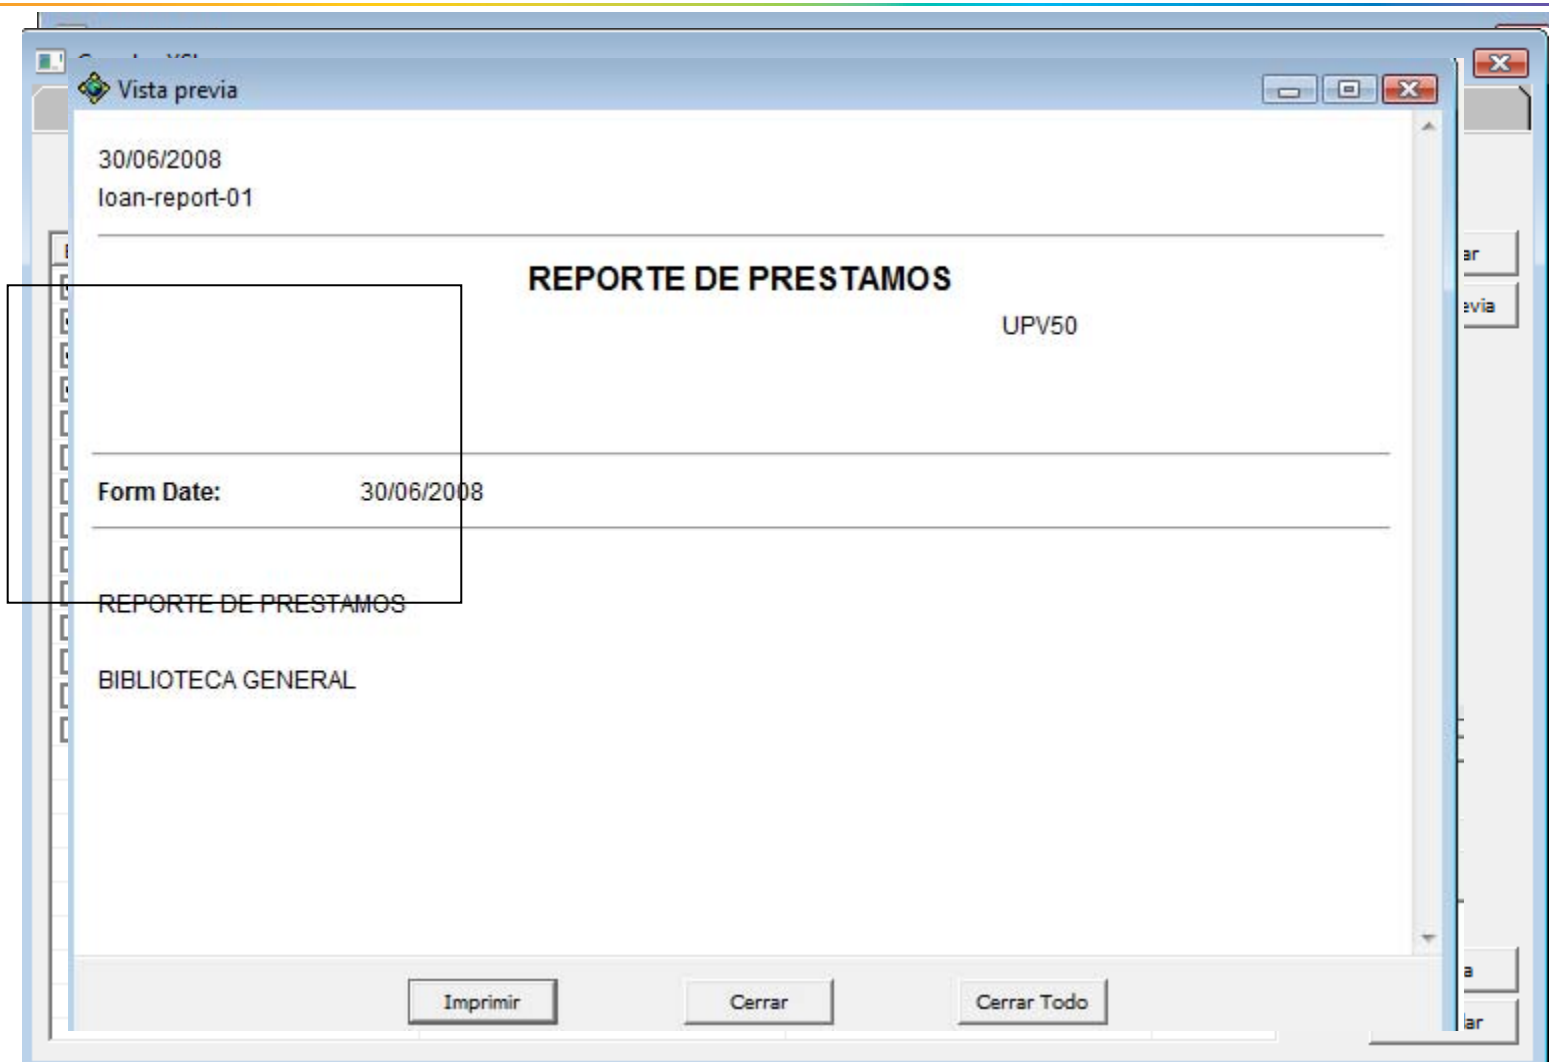 Vista previa
30/06/2008
loan-report-01
REPORTE DE PRESTAMOS
UPV50
Form Date: 30/06/2008
REPORTE DE PRESTAMOS
BIBLIOTECA GENERAL
Imprimir Cerrar Cerrar Todo